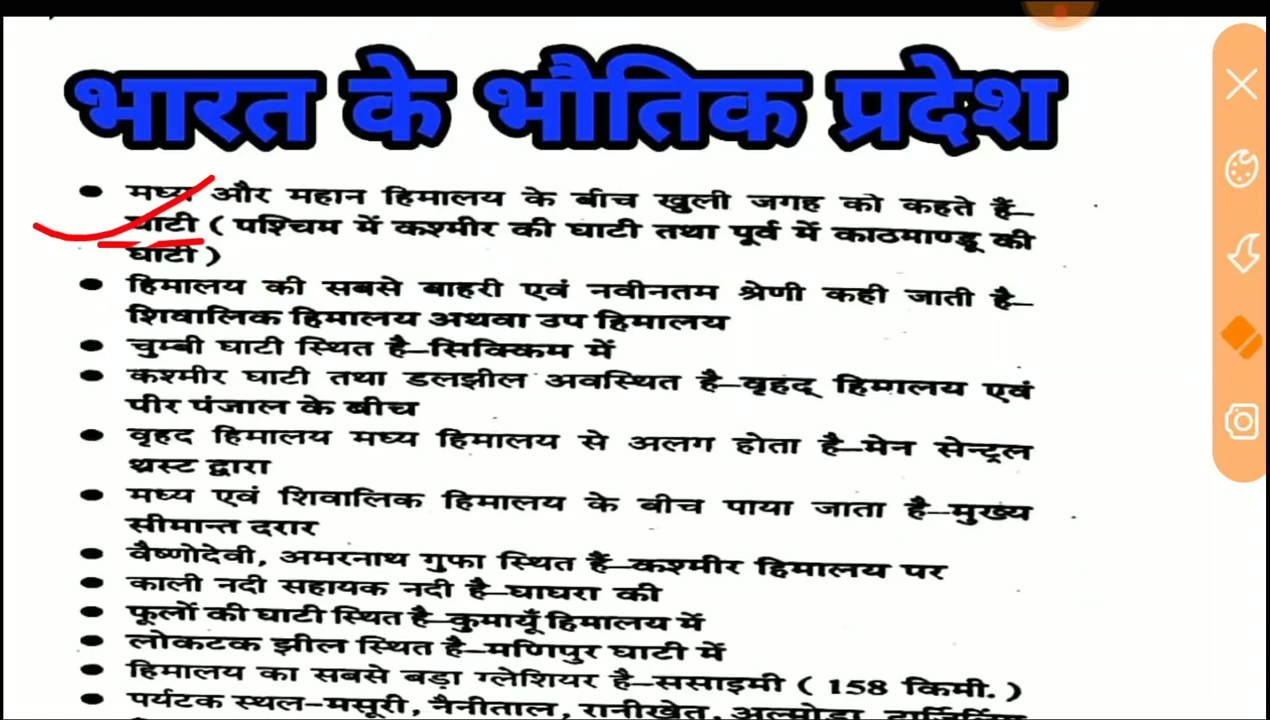 भारत के भौतिक प्रदेश
● मध्य और महान हिमालय के बीच खुली जगह को कहते हैं–
घाटी ( पश्चिम में कश्मीर की घाटी तथा पूर्व में काठमाण्डू की
घाटी )
● हिमालय की सबसे बाहरी एवं नवीनतम श्रेणी कही जाती है–
शिवालिक हिमालय अथवा उप हिमालय
● चुम्बी घाटी स्थित है–सिक्किम में
● कश्मीर घाटी तथा डलझील अवस्थित है–वृहद् हिमालय एवं
पीर पंजाल के बीच
● वृहद हिमालय मध्य हिमालय से अलग होता है–मेन सेन्ट्रल
थ्रस्ट द्वारा
● मध्य एवं शिवालिक हिमालय के बीच पाया जाता है–मुख्य
सीमान्त दरार
● वैष्णोदेवी, अमरनाथ गुफा स्थित हैं–कश्मीर हिमालय पर
● काली नदी सहायक नदी है–घाघरा की
● फूलों की घाटी स्थित है–कुमायूँ हिमालय में
● लोकटक झील स्थित है–मणिपुर घाटी में
● हिमालय का सबसे बड़ा ग्लेशियर है–ससाइमी ( 158 किमी. )
● पर्यटक स्थल–मसूरी, नैनीताल, रानीखेत, अल्मोड़ा, दार्जिलिंग